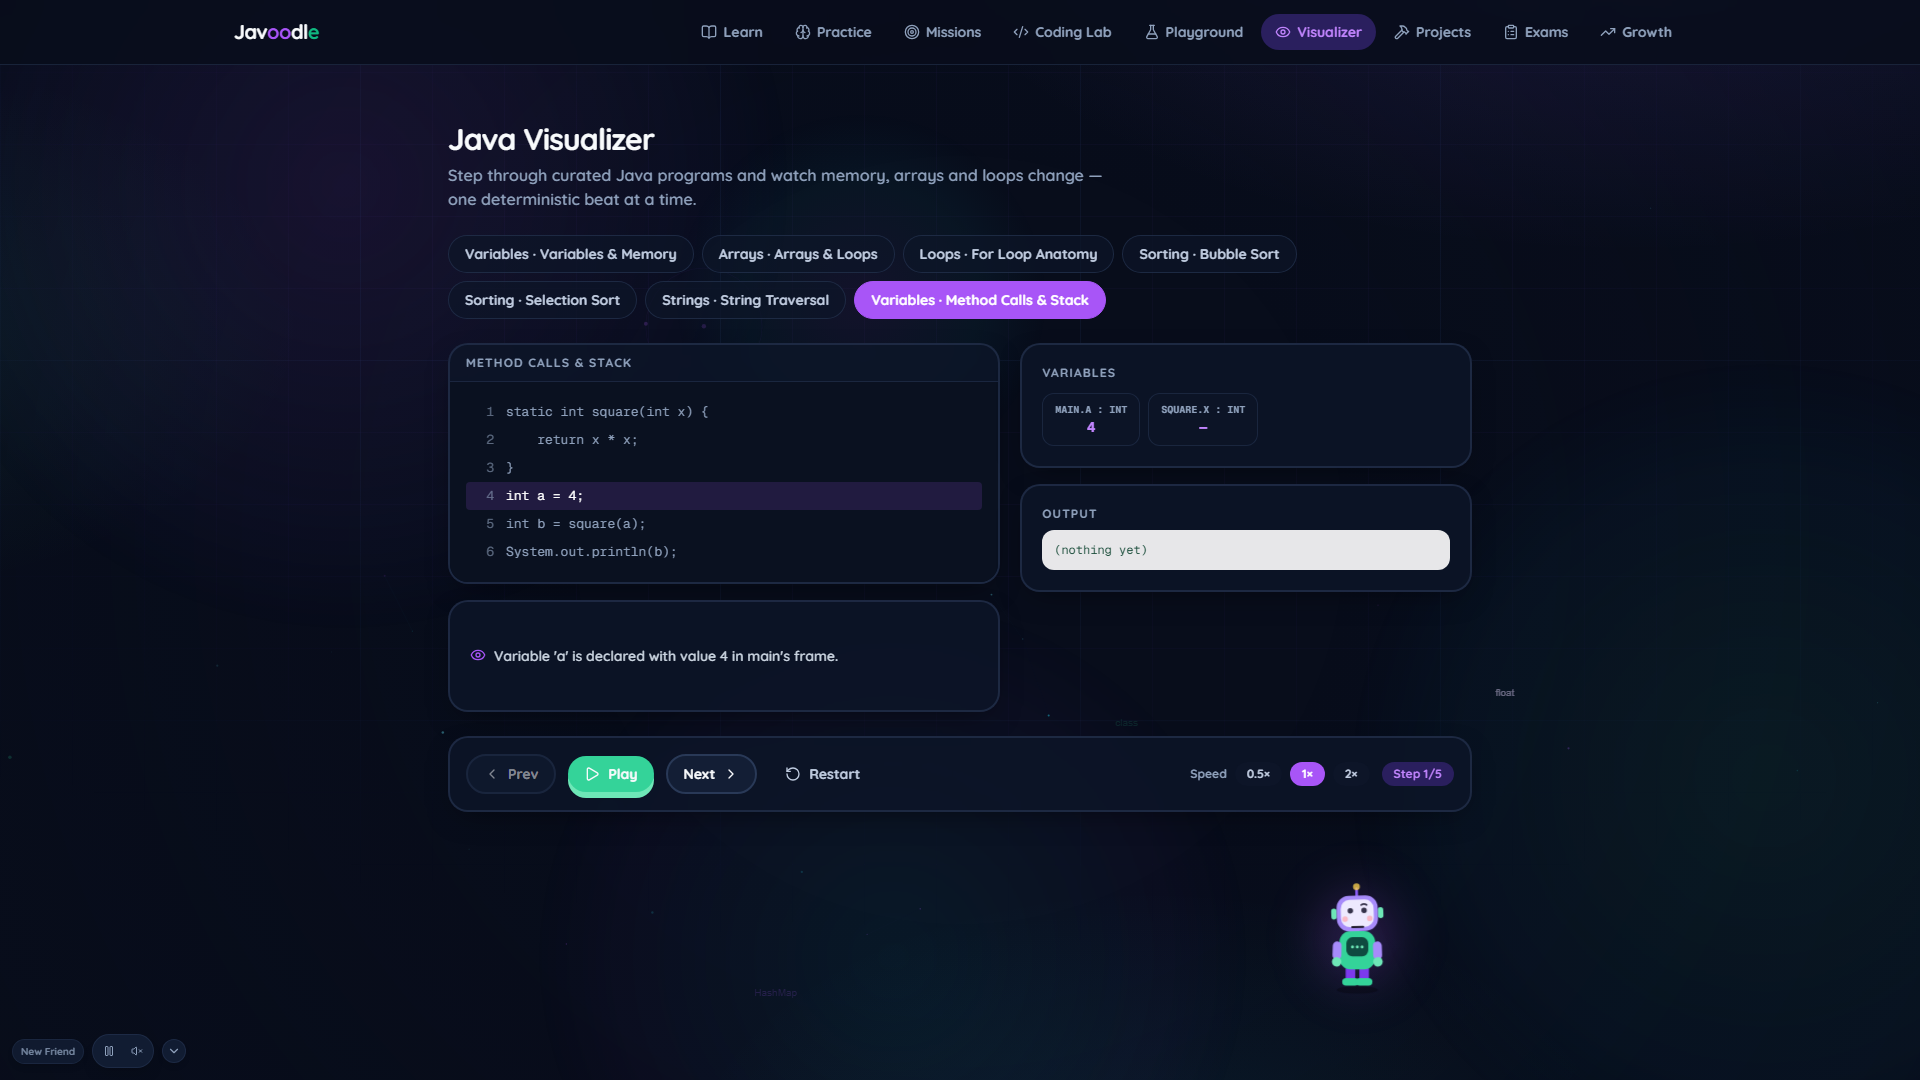 Javoodle
Learn
Practice
Missions
Coding Lab
Playground
Visualizer
Projects
Exams
Growth
Java Visualizer
Step through curated Java programs and watch memory, arrays and loops change —
one deterministic beat at a time.
Variables · Variables & Memory
Arrays · Arrays & Loops
Loops · For Loop Anatomy
Sorting · Bubble Sort
Sorting · Selection Sort
Strings · String Traversal
Variables · Method Calls & Stack
METHOD CALLS & STACK
1 static int square(int x) {
2     return x * x;
3 }
4 int a = 4;
5 int b = square(a);
6 System.out.println(b);
VARIABLES
MAIN.A : INT
4
SQUARE.X : INT
—
OUTPUT
(nothing yet)
Variable 'a' is declared with value 4 in main's frame.
float
class
Prev
Play
Next
Restart
Speed
0.5×
1×
2×
Step 1/5
HashMap
New Friend